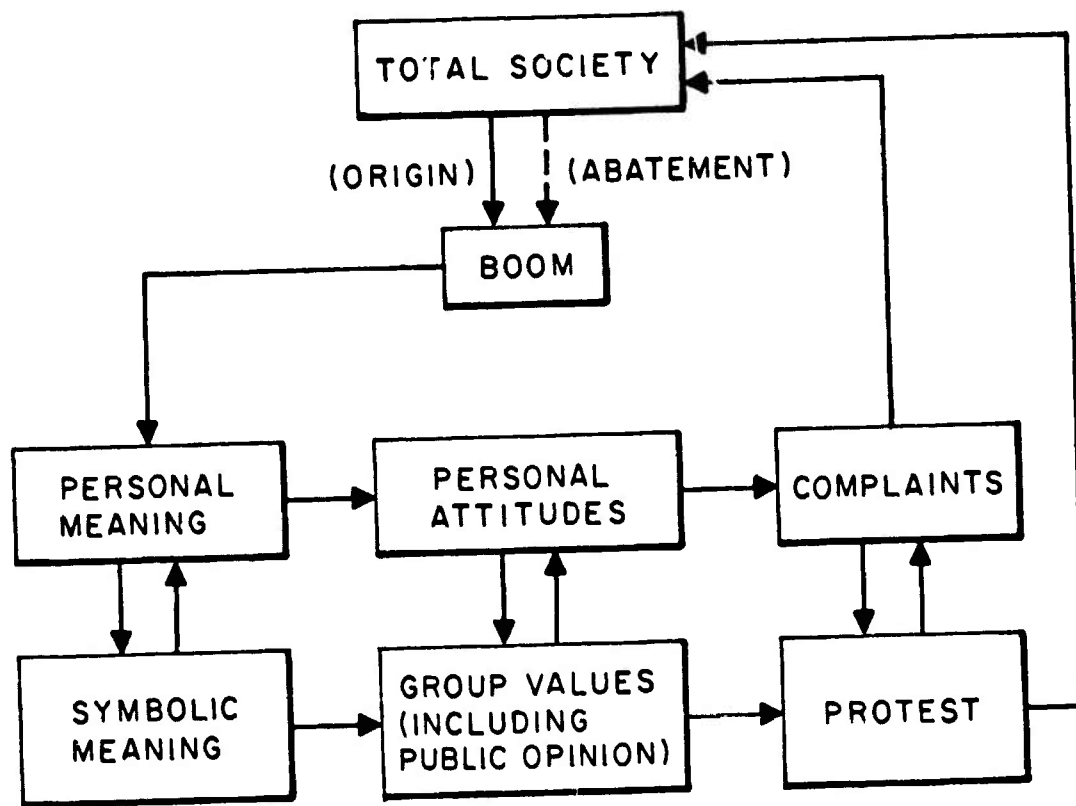 TOTAL SOCIETY
(ORIGIN)
(ABATEMENT)
BOOM
PERSONAL
MEANING
PERSONAL
ATTITUDES
COMPLAINTS
SYMBOLIC
MEANING
GROUP VALUES
(INCLUDING
PUBLIC OPINION)
PROTEST